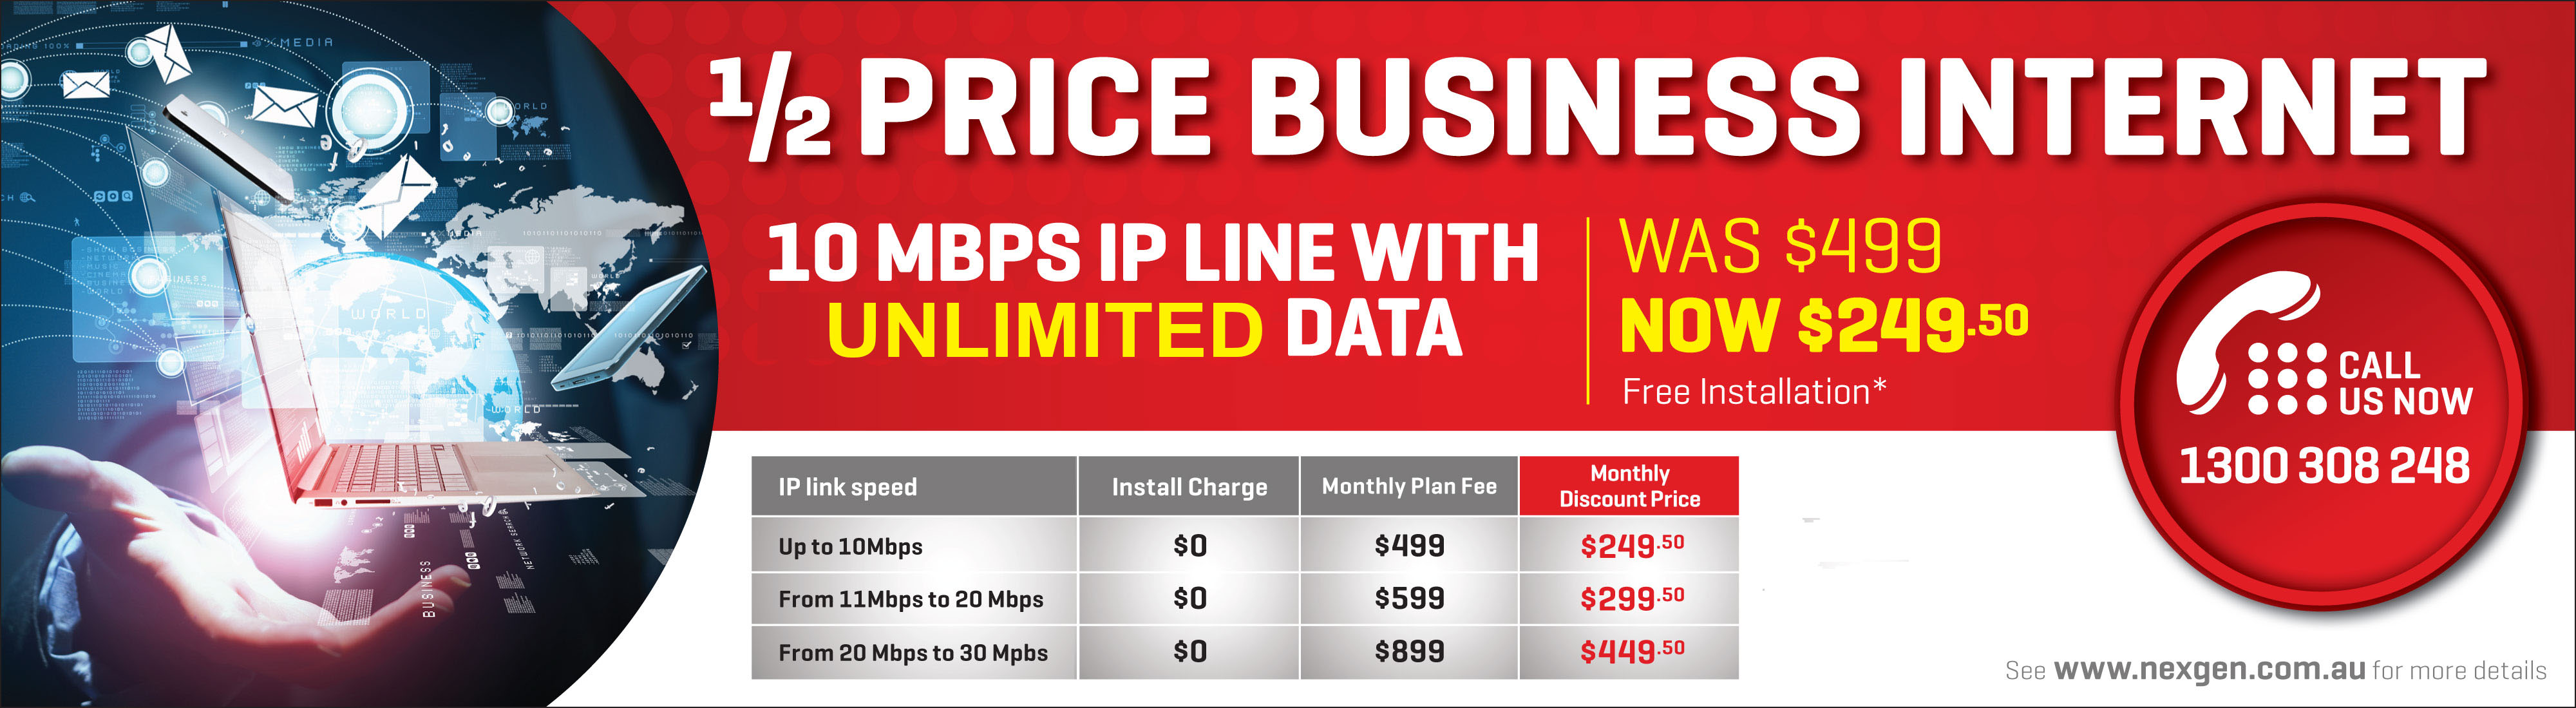 ½ PRICE BUSINESS INTERNET
10 MBPS IP LINE WITH
UNLIMITED DATA
WAS $499
NOW $249.50
Free Installation*
CALL
US NOW
1300 308 248
IP link speed Install Charge Monthly Plan Fee Monthly Discount Price
Up to 10Mbps $0 $499 $249.50
From 11Mbps to 20 Mbps $0 $599 $299.50
From 20 Mbps to 30 Mpbs $0 $899 $449.50
See www.nexgen.com.au for more details
MEDIA
WORLD
WORLD
BUSINESS
NETWORK SEARCH